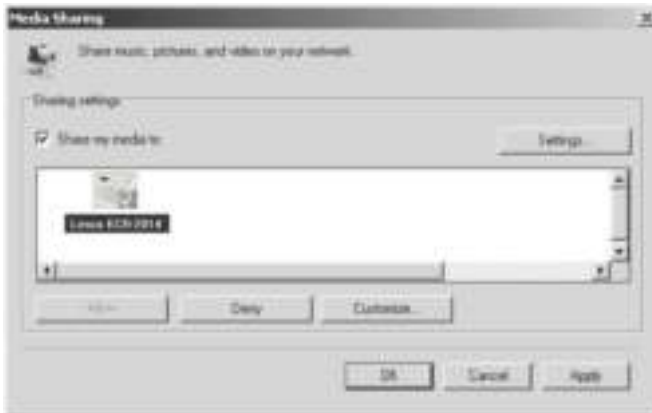 Media Sharing
Share music, pictures, and video on your network.
Sharing settings
Share my media to:
Settings...
Allow
Deny
Customize...
OK
Cancel
Apply